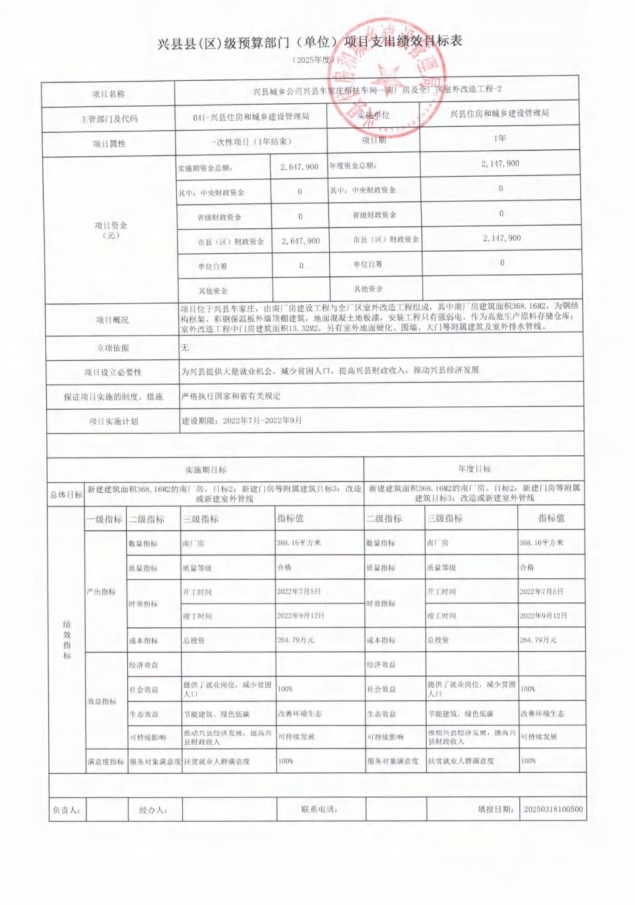 兴县县(区)级预算部门（单位）项目支出绩效目标表
（2025年度）
项目名称 兴县城乡公司兴县车家庄帮扶车间—南厂房及全厂区室外改造工程-2
主管部门及代码 041-兴县住房和城乡建设管理局 实施单位 兴县住房和城乡建设管理局
项目属性 一次性项目（1年结束） 项目期 1年
项目资金（元）
实施期资金总额： 2,647,900 年度资金总额： 2,147,900
其中：中央财政资金 0 其中：中央财政资金 0
省级财政资金 0 省级财政资金 0
市县（区）财政资金 2,647,900 市县（区）财政资金 2,147,900
单位自筹 0 单位自筹 0
其他资金 其他资金
项目概况
项目位于兴县车家庄，由南厂房建设工程与全厂区室外改造工程组成，其中南厂房建筑面积368.16M2，为钢结
构框架、彩钢保温板外墙顶棚建筑，地面混凝土地板漆，安装工程只有强弱电，作为高危生产原料存储仓库；
室外改造工程中门房建筑面积13.32M2，另有室外地面硬化、围墙、大门等附属建筑及室外排水管线。
立项依据 无
项目设立必要性 为兴县提供大量就业机会，减少贫困人口，提高兴县财政收入，推动兴县经济发展
保证项目实施的制度、措施 严格执行国家和省有关规定
项目实施计划 建设期限：2022年7月-2022年9月
实施期目标 年度目标
总体目标
新建建筑面积368.16M2的南厂房、目标2：新建门房等附属建筑目标3：改造
或新建室外管线
新建建筑面积368.16M2的南厂房、目标2：新建门房等附属
建筑目标3：改造或新建室外管线
绩效指标
一级指标 二级指标 三级指标 指标值 二级指标 三级指标 指标值
产出指标
数量指标 南厂房 368.16平方米 数量指标 南厂房 368.16平方米
质量指标 质量等级 合格 质量指标 质量等级 合格
时效指标 开工时间 2022年7月5日 时效指标 开工时间 2022年7月5日
竣工时间 2022年9月12日 竣工时间 2022年9月12日
成本指标 总投资 264.79万元 成本指标 总投资 264.79万元
效益指标
经济效益 经济效益
社会效益 提供了就业岗位，减少贫困人口 100% 社会效益 提供了就业岗位，减少贫困人口 100%
生态效益 节能建筑、绿色低碳 改善环境生态 生态效益 节能建筑、绿色低碳 改善环境生态
可持续影响 推动兴县经济发展，提高兴县财政收入 可持续发展 可持续影响 推动兴县经济发展，提高兴县财政收入 可持续发展
满意度指标 服务对象满意度 扶贫就业人群满意度 100% 服务对象满意度 扶贫就业人群满意度 100%
负责人： 经办人： 联系电话： 填报日期： 20250318100500